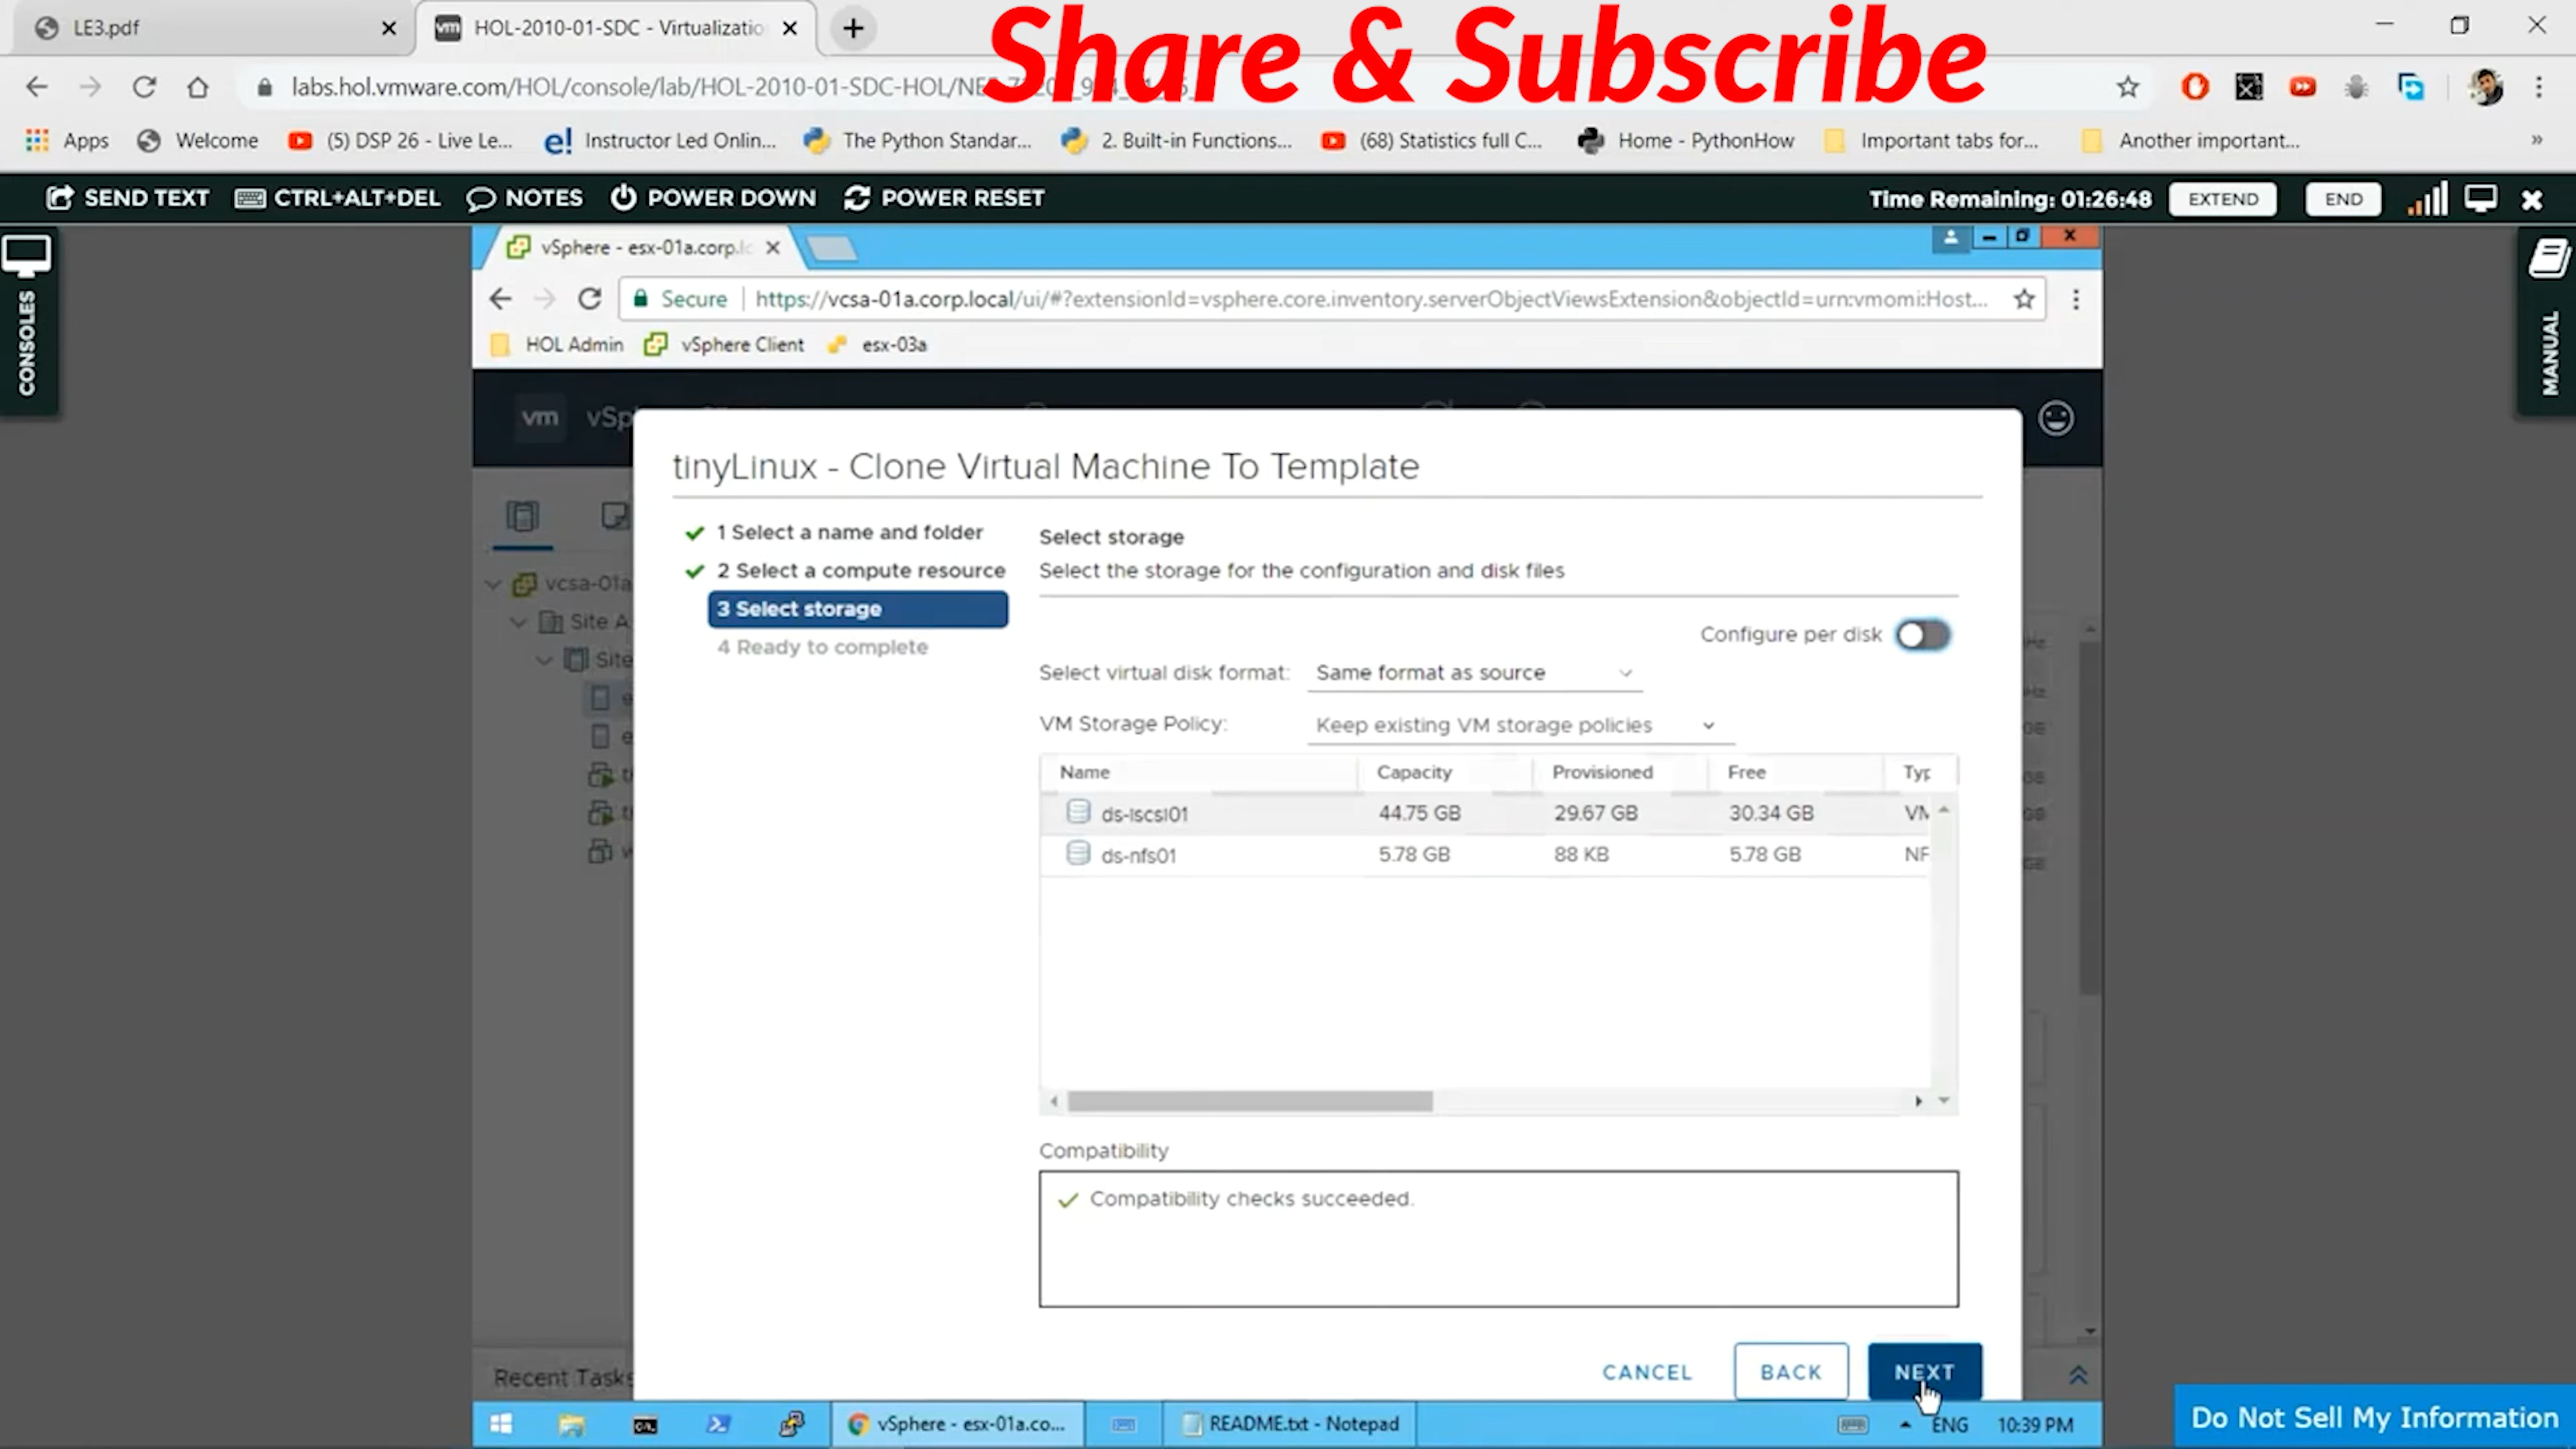 LE3.pdf
HOL-2010-01-SDC - Virtualizatio
Share & Subscribe
labs.hol.vmware.com/HOL/console/lab/HOL-2010-01-SDC-HOL/NE
Apps
Welcome
(5) DSP 26 - Live Le...
Instructor Led Onlin...
The Python Standar...
2. Built-in Functions...
(68) Statistics full C...
Home - PythonHow
Important tabs for...
Another important...
SEND TEXT
CTRL+ALT+DEL
NOTES
POWER DOWN
POWER RESET
Time Remaining: 01:26:48
EXTEND
END
CONSOLES
MANUAL
vSphere - esx-01a.corp.lo
Secure
https://vcsa-01a.corp.local/ui/#?extensionId=vsphere.core.inventory.serverObjectViewsExtension&objectId=urn:vmomi:Host...
HOL Admin
vSphere Client
esx-03a
vm
vSp
tinyLinux - Clone Virtual Machine To Template
1 Select a name and folder
2 Select a compute resource
3 Select storage
4 Ready to complete
vcsa-01a
Site A
Site
Select storage
Select the storage for the configuration and disk files
Configure per disk
Select virtual disk format: Same format as source
VM Storage Policy: Keep existing VM storage policies
Name Capacity Provisioned Free Typ
ds-iscsi01 44.75 GB 29.67 GB 30.34 GB VM
ds-nfs01 5.78 GB 88 KB 5.78 GB NF
Compatibility
Compatibility checks succeeded.
CANCEL
BACK
NEXT
Recent Tasks
vSphere - esx-01a.co...
README.txt - Notepad
ENG
10:39 PM
Do Not Sell My Information